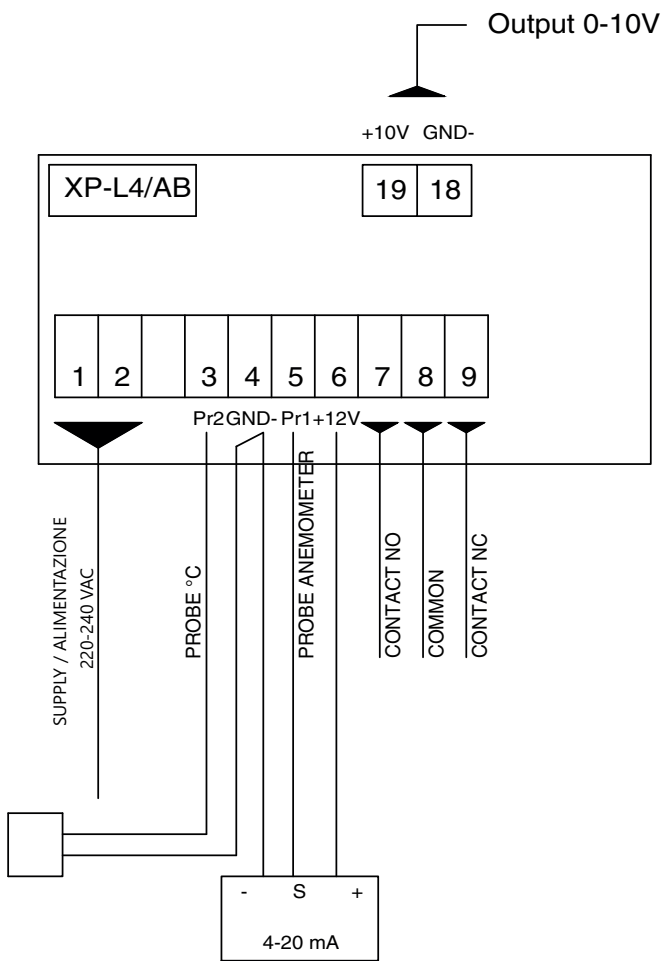 Output 0-10V
+10V GND-
XP-L4/AB
19 18
1 2 3 4 5 6 7 8 9
Pr2 GND- Pr1 +12V
SUPPLY / ALIMENTAZIONE
220-240 VAC
PROBE °C
PROBE ANEMOMETER
CONTACT NO
COMMON
CONTACT NC
- S +
4-20 mA